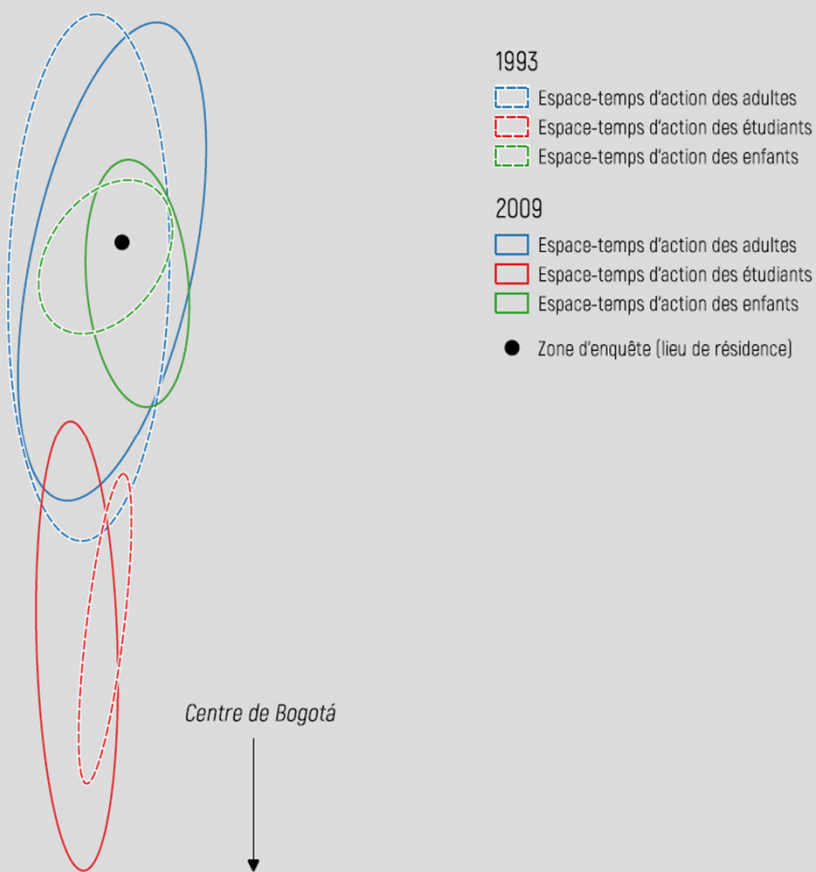 1993
Espace-temps d'action des adultes
Espace-temps d'action des étudiants
Espace-temps d'action des enfants
2009
Espace-temps d'action des adultes
Espace-temps d'action des étudiants
Espace-temps d'action des enfants
Zone d'enquête (lieu de résidence)
Centre de Bogotá